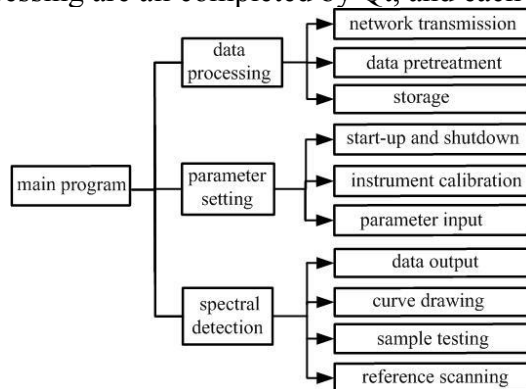 cessing are all completed by Qt, and each
network transmission
data
processing
data pretreatment
storage
start-up and shutdown
main program
parameter
setting
instrument calibration
parameter input
data output
spectral
detection
curve drawing
sample testing
reference scanning